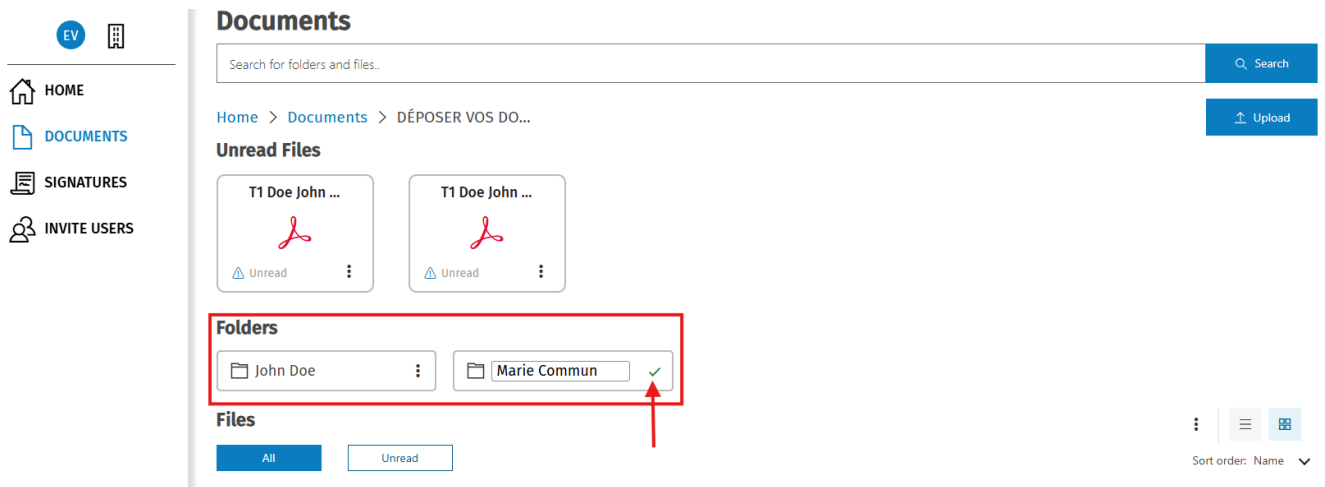 EV
HOME
DOCUMENTS
SIGNATURES
INVITE USERS
Documents
Search for folders and files..
Search
Home > Documents > DÉPOSER VOS DO...
Upload
Unread Files
T1 Doe John ...
Unread
T1 Doe John ...
Unread
Folders
John Doe
Marie Commun
Files
All
Unread
Sort order: Name